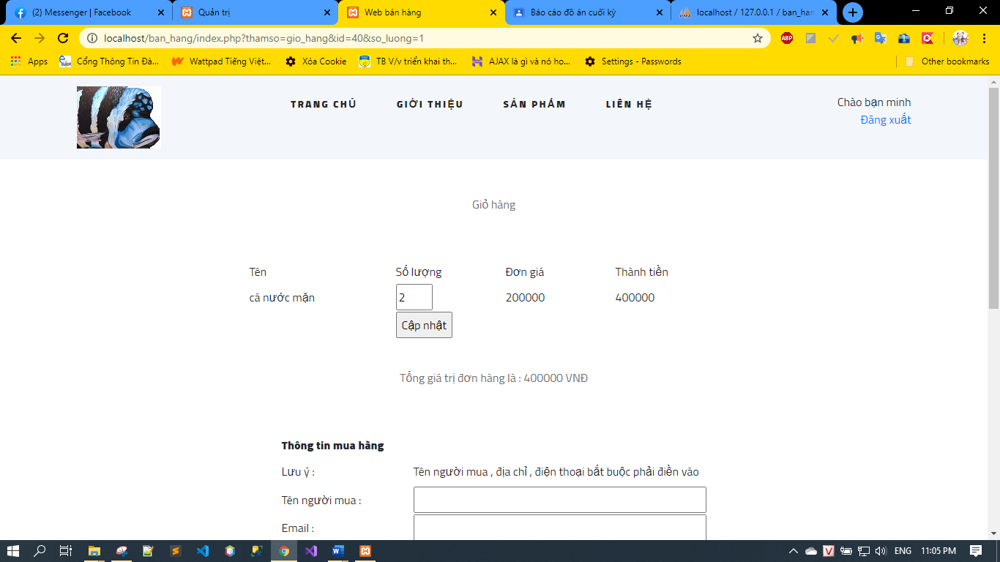 (2) Messenger | Facebook
Quản trị
Web bán hàng
Báo cáo đồ án cuối kỳ
localhost / 127.0.0.1 / ban_han
localhost/ban_hang/index.php?thamso=gio_hang&id=40&so_luong=1
ABP
Apps
Cổng Thông Tin Đà...
Wattpad Tiếng Việt...
Xóa Cookie
TB V/v triển khai th...
AJAX là gì và nó ho...
Settings - Passwords
Other bookmarks
TRANG CHỦ
GIỚI THIỆU
SẢN PHẨM
LIÊN HỆ
Chào bạn minh
Đăng xuất
Giỏ hàng
Tên Số lượng Đơn giá Thành tiền
cá nước mặn 2 200000 400000
Cập nhật
Tổng giá trị đơn hàng là : 400000 VNĐ
Thông tin mua hàng
Lưu ý : Tên người mua , địa chỉ , điện thoại bắt buộc phải điền vào
Tên người mua :
Email :
ENG 11:05 PM